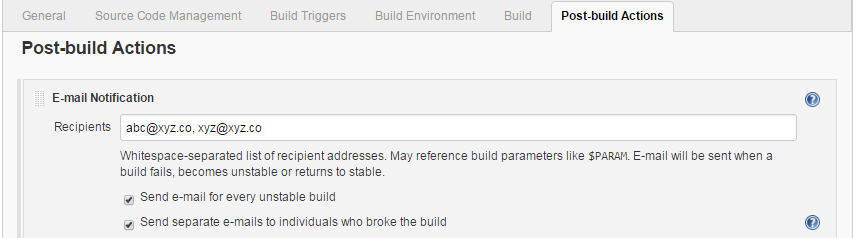 General Source Code Management Build Triggers Build Environment Build Post-build Actions
Post-build Actions
E-mail Notification
Recipients abc@xyz.co, xyz@xyz.co
Whitespace-separated list of recipient addresses. May reference build parameters like $PARAM. E-mail will be sent when a
build fails, becomes unstable or returns to stable.
Send e-mail for every unstable build
Send separate e-mails to individuals who broke the build